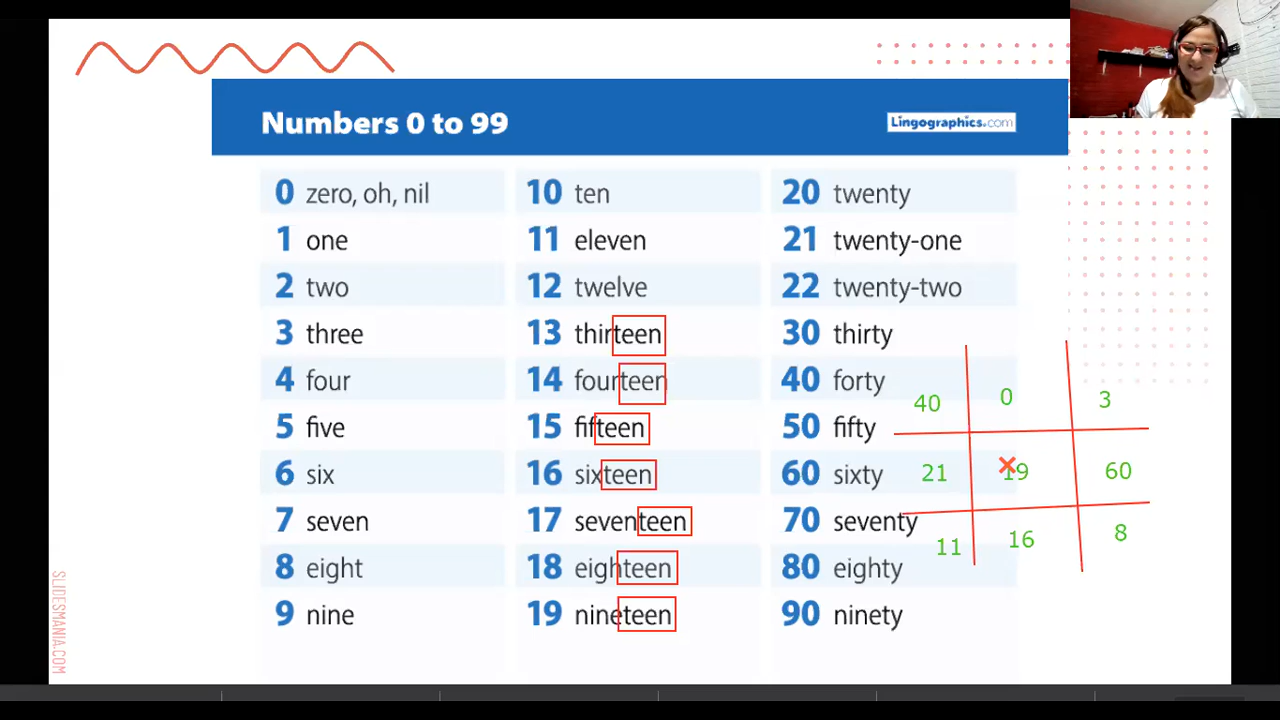 Numbers 0 to 99
Lingographics.com
0 zero, oh, nil
1 one
2 two
3 three
4 four
5 five
6 six
7 seven
8 eight
9 nine
10 ten
11 eleven
12 twelve
13 thirteen
14 fourteen
15 fifteen
16 sixteen
17 seventeen
18 eighteen
19 nineteen
20 twenty
21 twenty-one
22 twenty-two
30 thirty
40 forty
50 fifty
60 sixty
70 seventy
80 eighty
90 ninety
40 0 3
21 19 60
11 16 8
SLIDESMANIA.COM